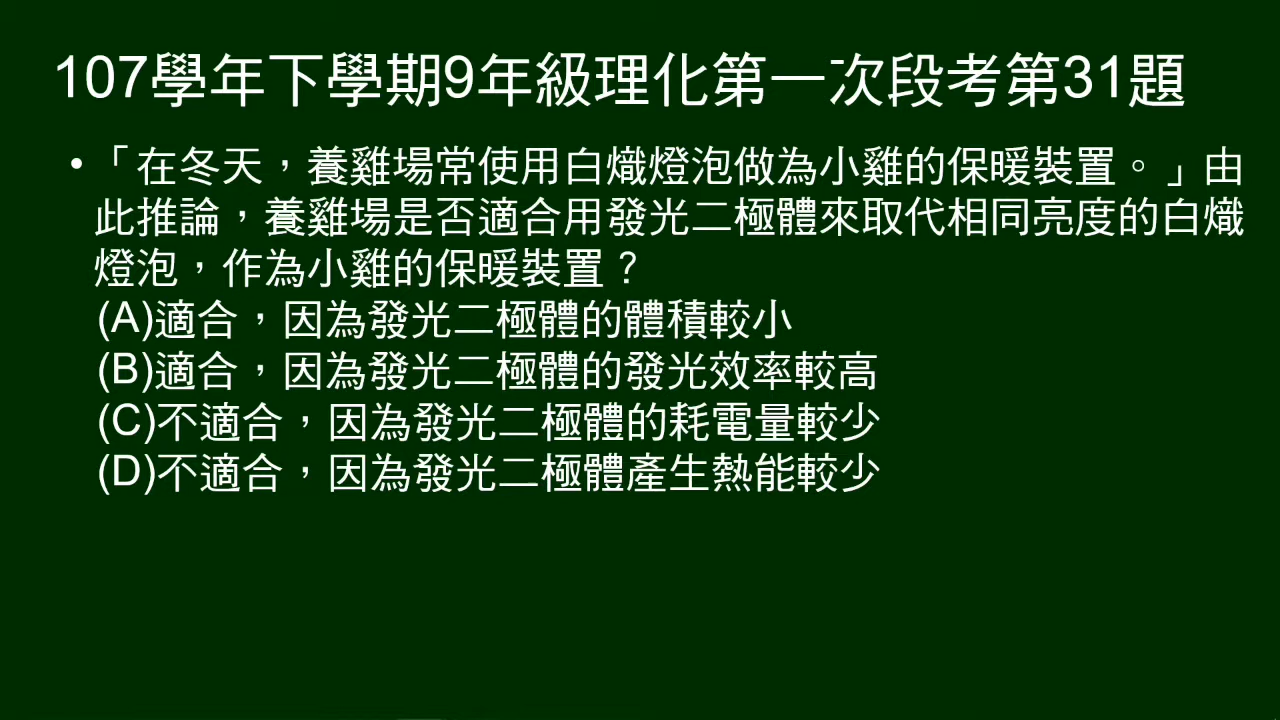 107學年下學期9年級理化第一次段考第31題
•「在冬天，養雞場常使用白熾燈泡做為小雞的保暖裝置。」由
此推論，養雞場是否適合用發光二極體來取代相同亮度的白熾
燈泡，作為小雞的保暖裝置？
(A)適合，因為發光二極體的體積較小
(B)適合，因為發光二極體的發光效率較高
(C)不適合，因為發光二極體的耗電量較少
(D)不適合，因為發光二極體產生熱能較少